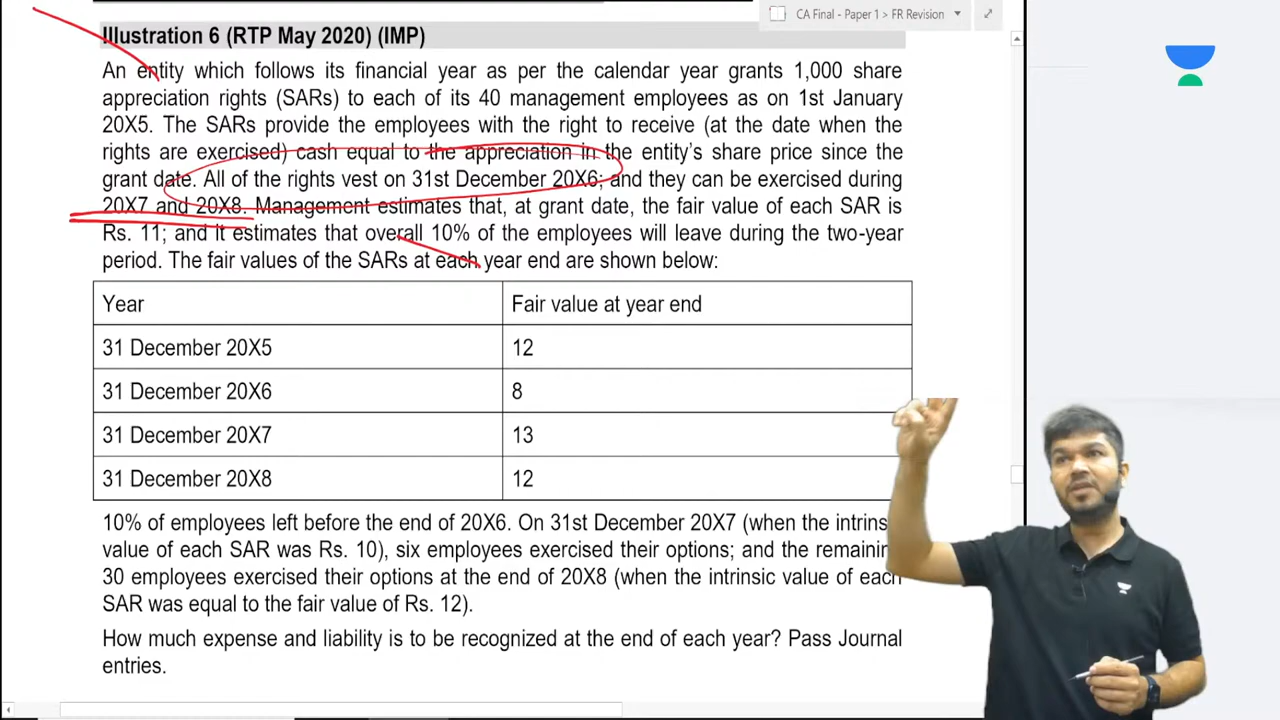 CA Final - Paper 1 > FR Revision
Illustration 6 (RTP May 2020) (IMP)
An entity which follows its financial year as per the calendar year grants 1,000 share
appreciation rights (SARs) to each of its 40 management employees as on 1st January
20X5. The SARs provide the employees with the right to receive (at the date when the
rights are exercised) cash equal to the appreciation in the entity's share price since the
grant date. All of the rights vest on 31st December 20X6; and they can be exercised during
20X7 and 20X8. Management estimates that, at grant date, the fair value of each SAR is
Rs. 11; and it estimates that overall 10% of the employees will leave during the two-year
period. The fair values of the SARs at each year end are shown below:
Year Fair value at year end
31 December 20X5 12
31 December 20X6 8
31 December 20X7 13
31 December 20X8 12
10% of employees left before the end of 20X6. On 31st December 20X7 (when the intrins
value of each SAR was Rs. 10), six employees exercised their options; and the remainin
30 employees exercised their options at the end of 20X8 (when the intrinsic value of each
SAR was equal to the fair value of Rs. 12).
How much expense and liability is to be recognized at the end of each year? Pass Journal
entries.